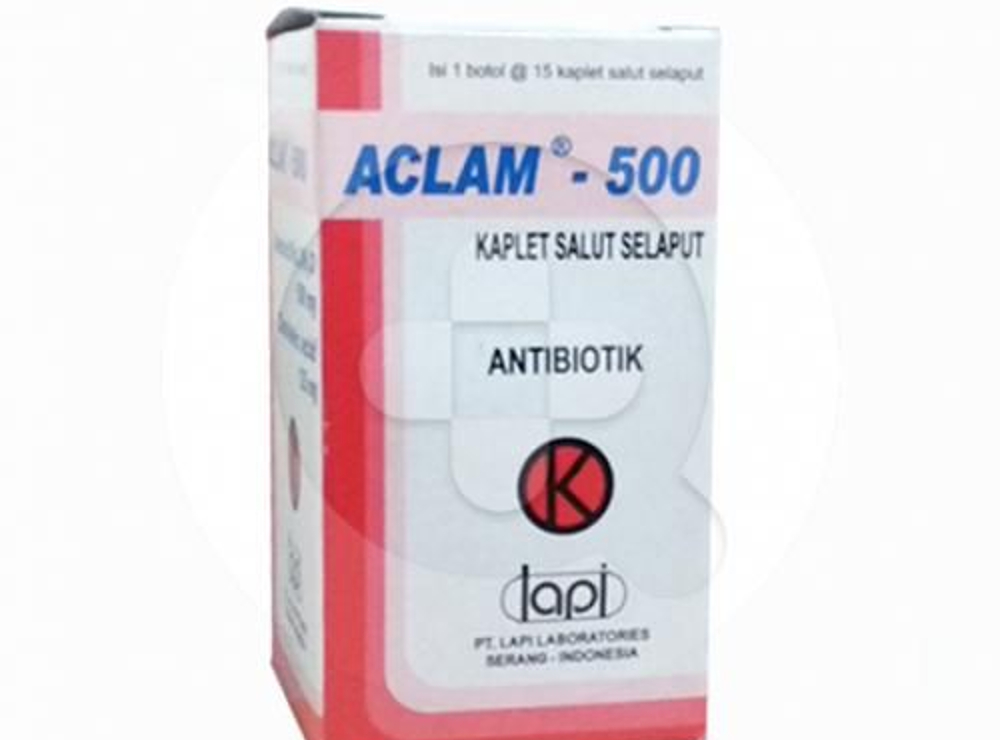 Isi 1 botol @ 15 kaplet salut selaput
ACLAM® - 500
KAPLET SALUT SELAPUT
ANTIBIOTIK
K
lapi
PT. LAPI LABORATORIES
SERANG - INDONESIA